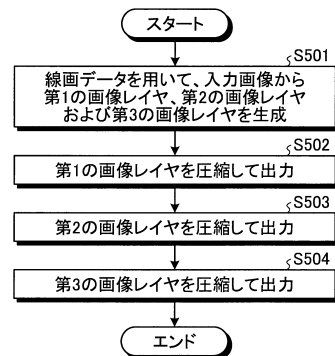 スタート
S501
線画データを用いて、入力画像から
第1の画像レイヤ、第2の画像レイヤ
および第3の画像レイヤを生成
S502
第1の画像レイヤを圧縮して出力
S503
第2の画像レイヤを圧縮して出力
S504
第3の画像レイヤを圧縮して出力
エンド